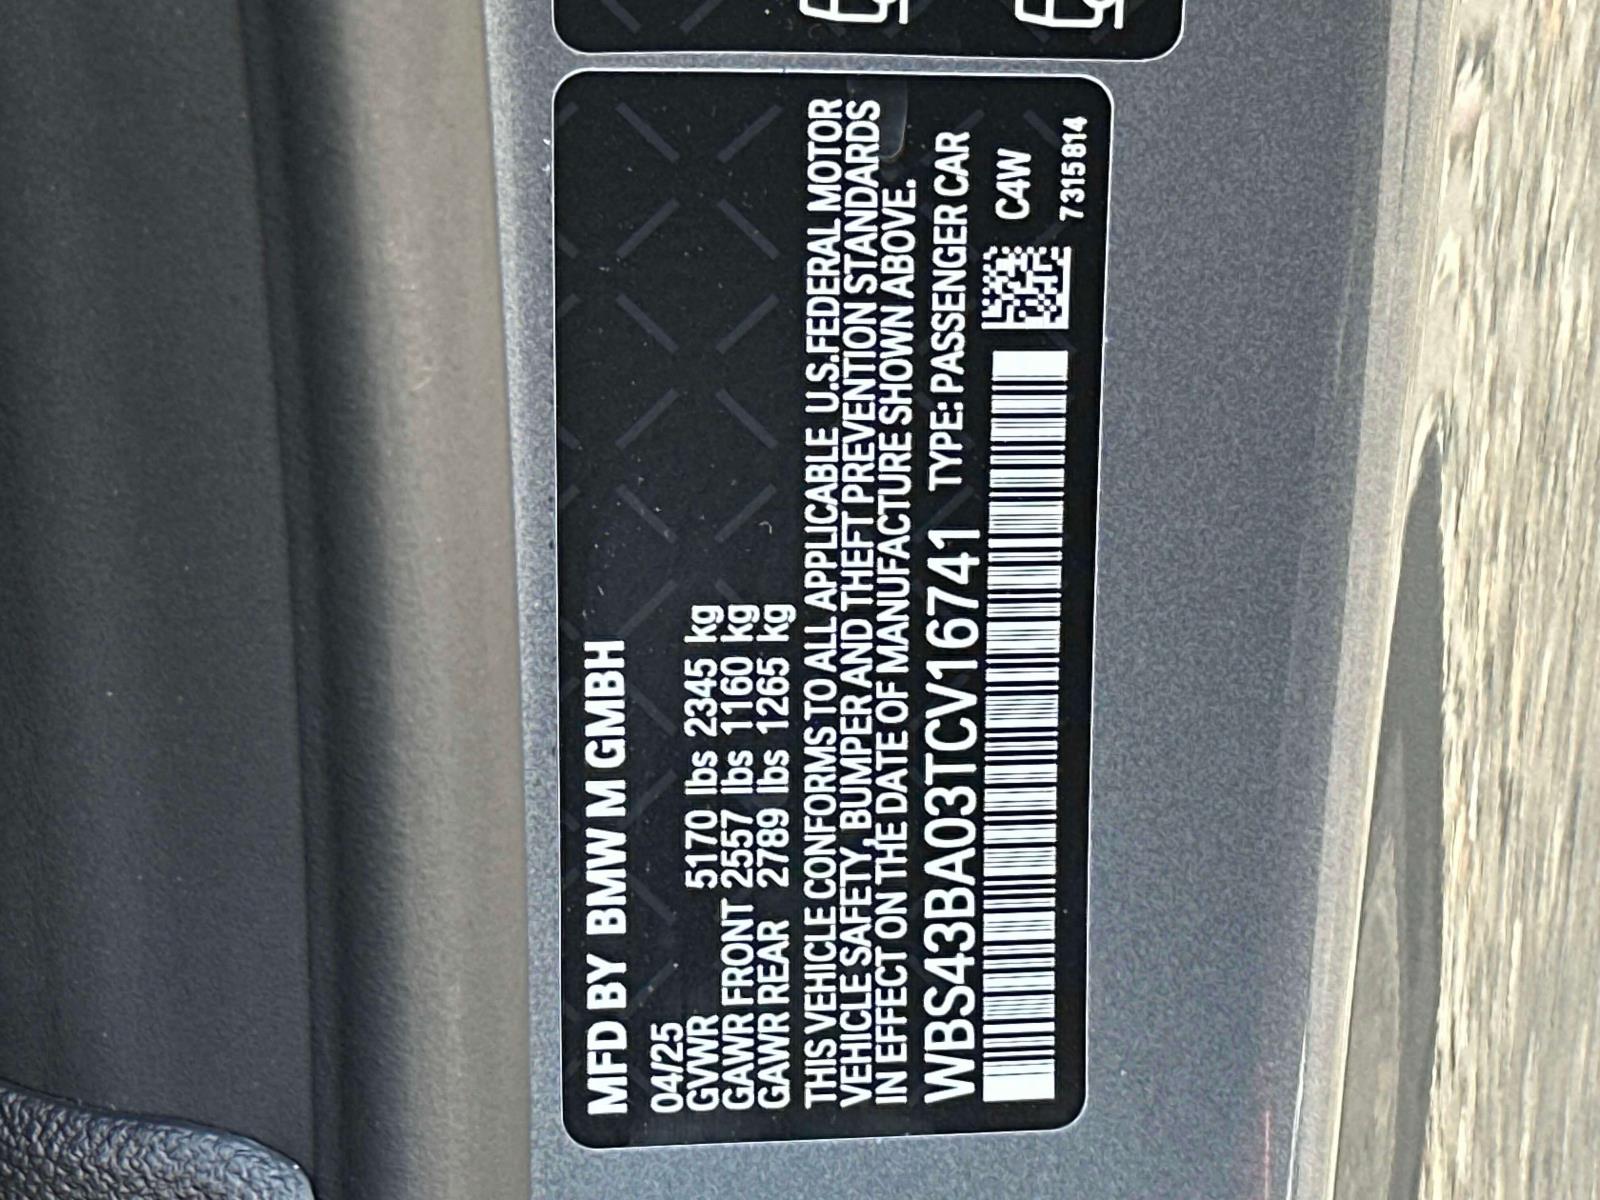 MFD BY BMW M GMBH
04/25
GVWR 5170 lbs 2345 kg
GAWR FRONT 2557 lbs 1160 kg
GAWR REAR 2789 lbs 1265 kg
THIS VEHICLE CONFORMS TO ALL APPLICABLE U.S.FEDERAL MOTOR
VEHICLE SAFETY, BUMPER AND THEFT PREVENTION STANDARDS
IN EFFECT ON THE DATE OF MANUFACTURE SHOWN ABOVE.
WBS43BA03TCV16741 TYPE: PASSENGER CAR
C4W
7315814